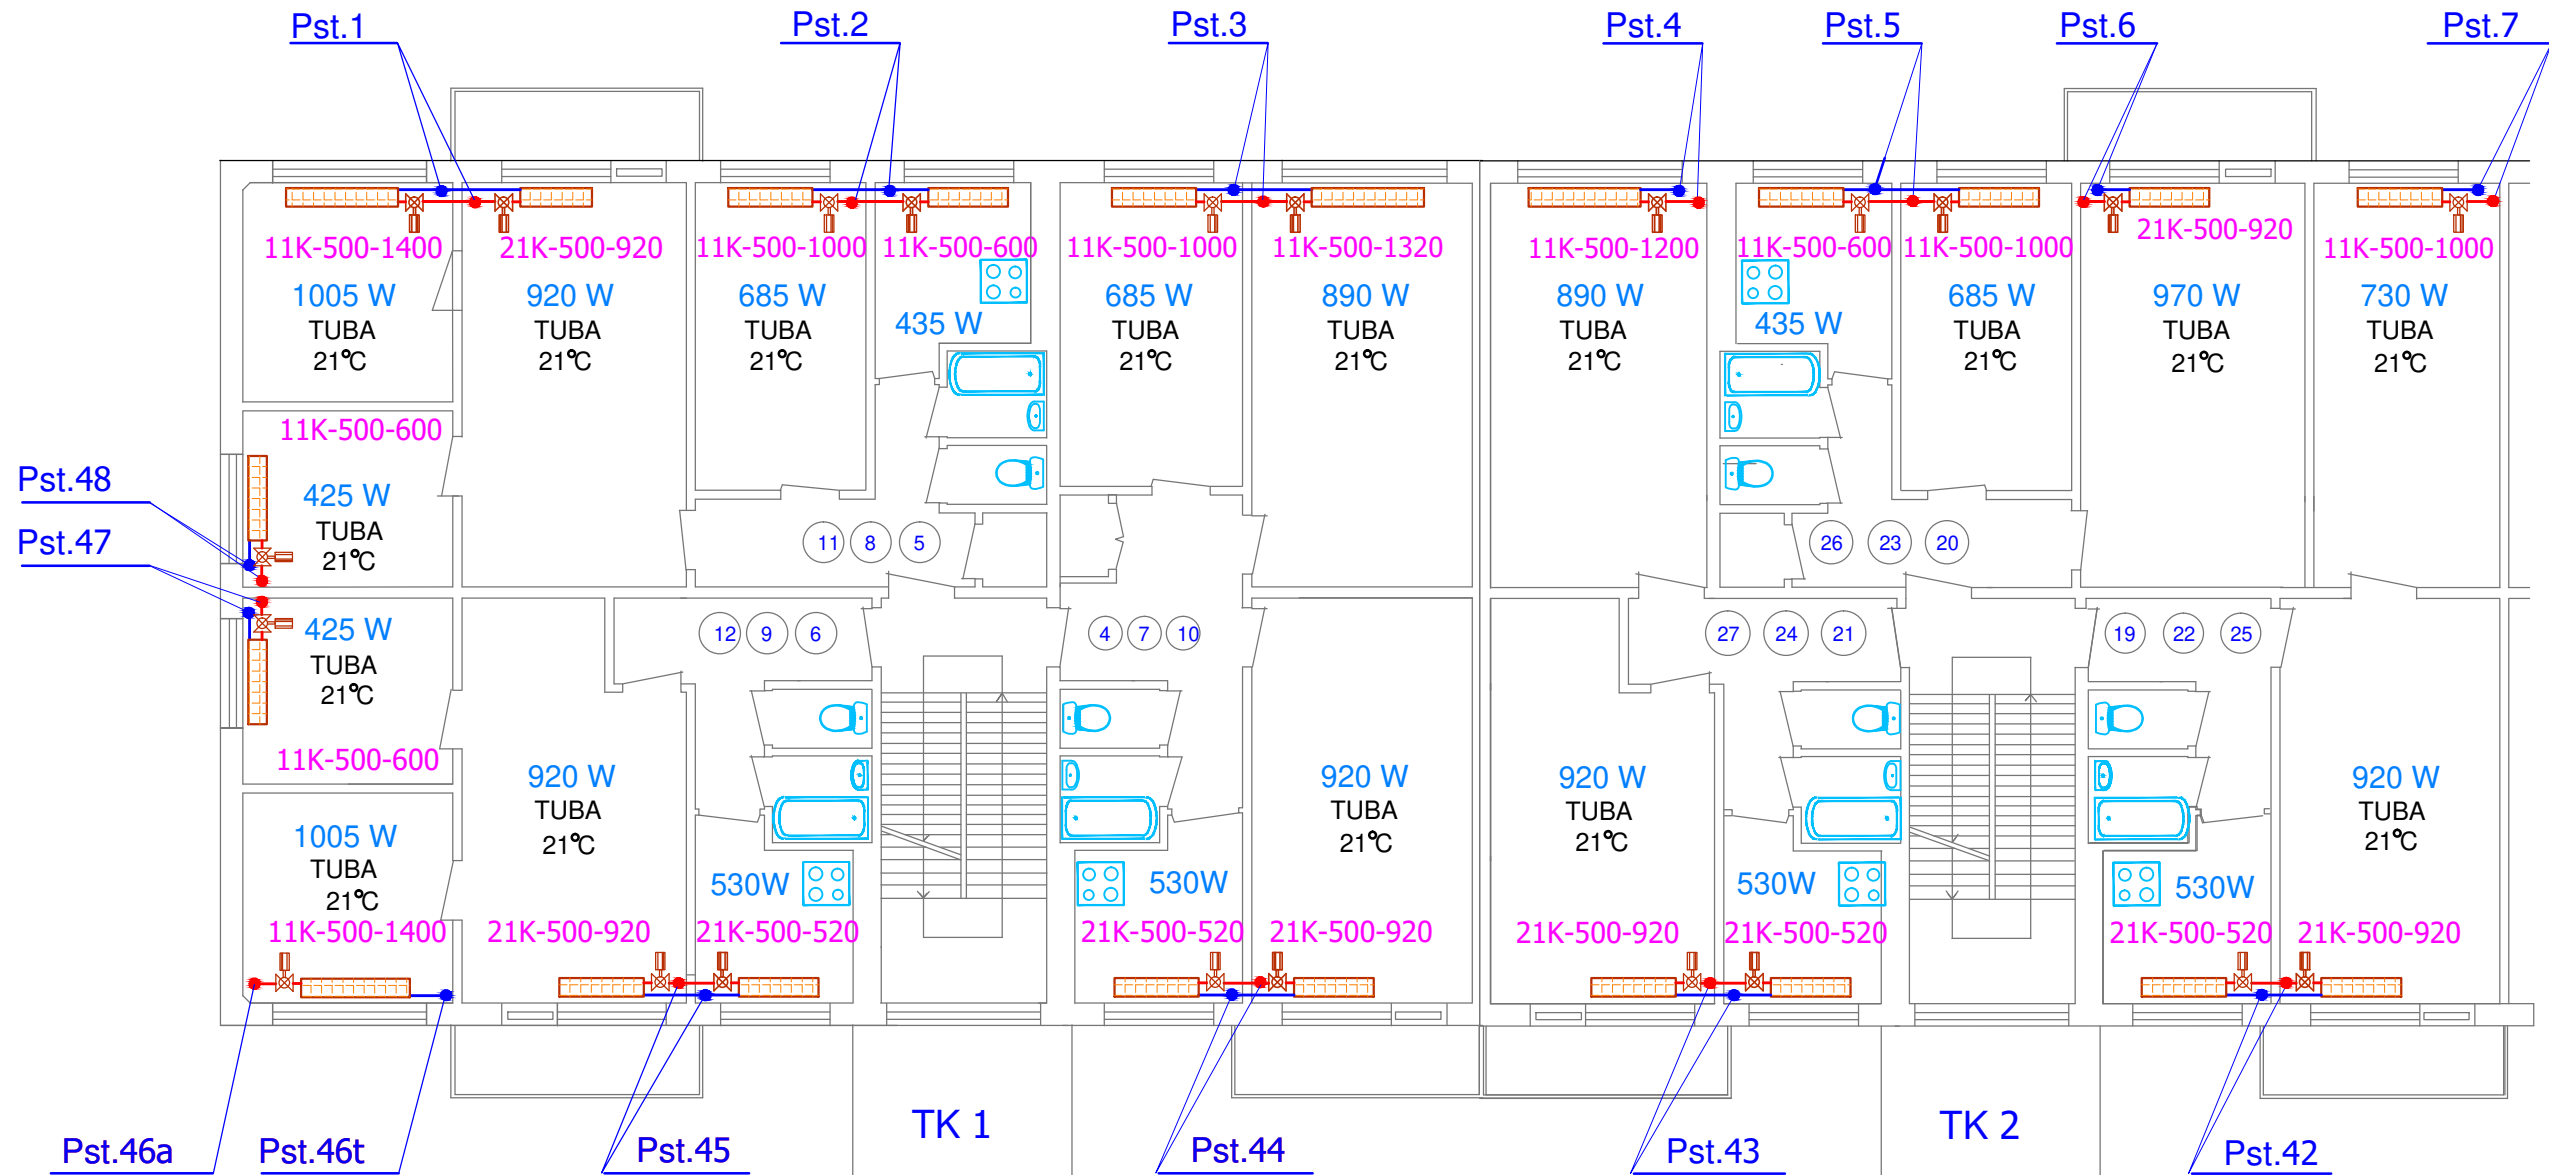 Pst.1 Pst.2 Pst.3 Pst.4 Pst.5 Pst.6 Pst.7
11K-500-1400 21K-500-920 11K-500-1000 11K-500-600 11K-500-1000 11K-500-1320 11K-500-1200 11K-500-600 11K-500-1000 21K-500-920 11K-500-1000
1005 W 920 W 685 W 435 W 685 W 890 W 890 W 435 W 685 W 970 W 730 W
TUBA TUBA TUBA TUBA TUBA TUBA TUBA TUBA TUBA
21°C 21°C 21°C 21°C 21°C 21°C 21°C 21°C 21°C
11K-500-600
Pst.48
425 W
TUBA
21°C
Pst.47
11 8 5 26 23 20
425 W
TUBA
21°C
11K-500-600
12 9 6 4 7 10 27 24 21 19 22 25
920 W 920 W 920 W 920 W
TUBA TUBA TUBA TUBA
21°C 21°C 21°C 21°C
1005 W
TUBA
21°C
530W 530W 530W 530W
11K-500-1400 21K-500-920 21K-500-520 21K-500-520 21K-500-920 21K-500-920 21K-500-520 21K-500-520 21K-500-920
TK 1 TK 2
Pst.46a Pst.46t Pst.45 Pst.44 Pst.43 Pst.42